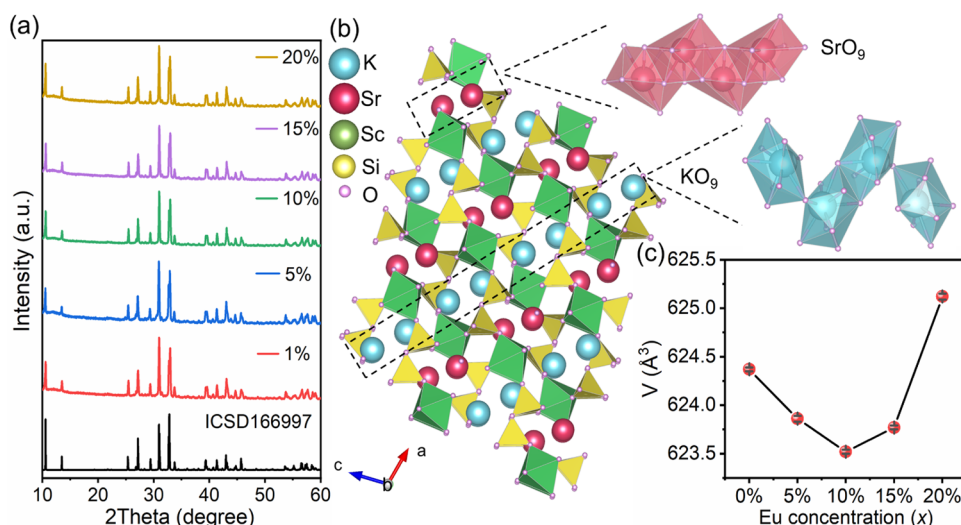 (a)
20%
15%
10%
5%
1%
ICSD166997
Intensity (a.u.)
10 20 30 40 50 60
2Theta (degree)
(b)
K
Sr
Sc
Si
O
SrO₉
KO₉
a
b
c
(c)
625.5
625.0
624.5
624.0
623.5
V (Å³)
0% 5% 10% 15% 20%
Eu concentration (x)